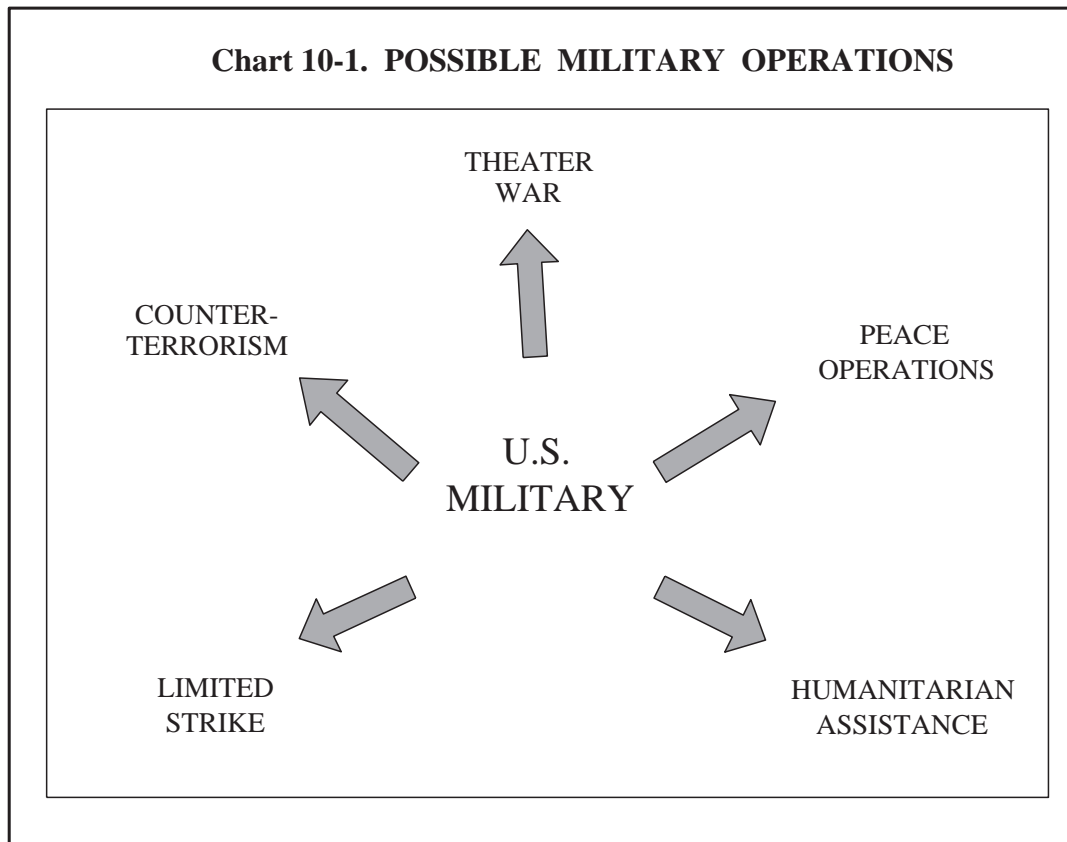 Chart 10-1. POSSIBLE MILITARY OPERATIONS
THEATER
WAR
COUNTER-
TERRORISM
PEACE
OPERATIONS
U.S.
MILITARY
LIMITED
STRIKE
HUMANITARIAN
ASSISTANCE